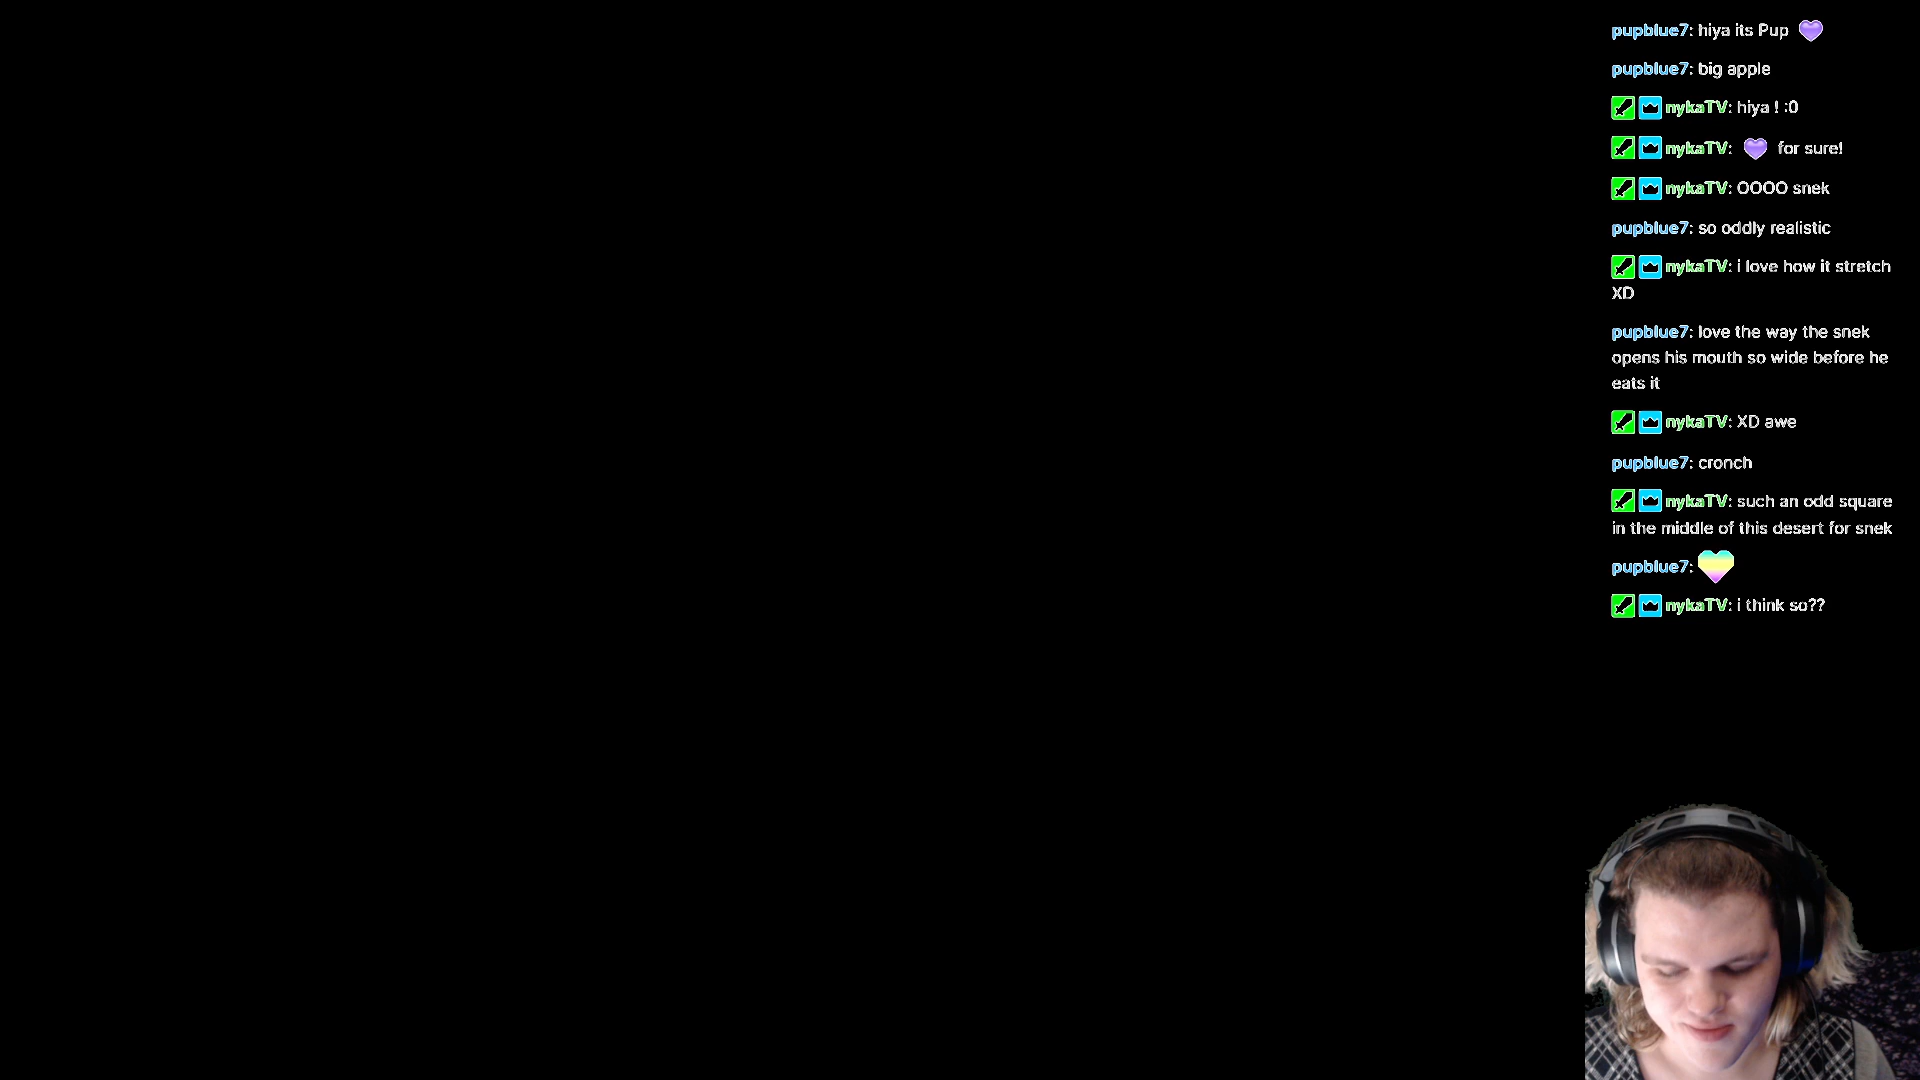 pupblue7: hiya its Pup 💜
pupblue7: big apple
nykaTV: hiya ! :0
nykaTV: 💜 for sure!
nykaTV: OOOO snek
pupblue7: so oddly realistic
nykaTV: i love how it stretch
XD
pupblue7: love the way the snek
opens his mouth so wide before he
eats it
nykaTV: XD awe
pupblue7: cronch
nykaTV: such an odd square
in the middle of this desert for snek
pupblue7:
nykaTV: i think so??